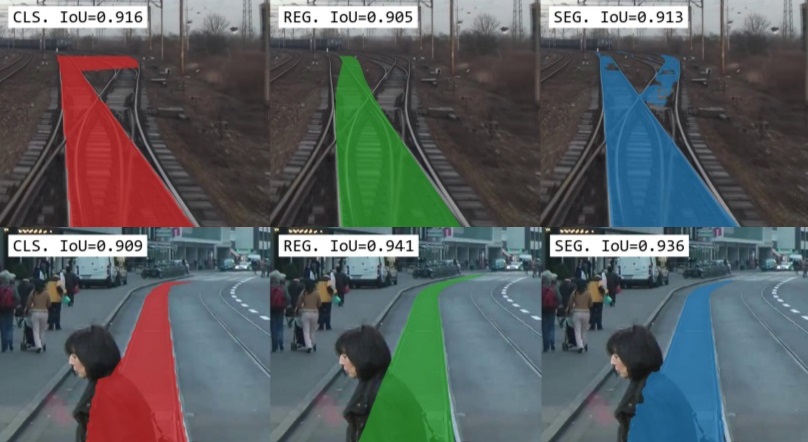 CLS. IoU=0.916
REG. IoU=0.905
SEG. IoU=0.913
CLS. IoU=0.909
REG. IoU=0.941
SEG. IoU=0.936